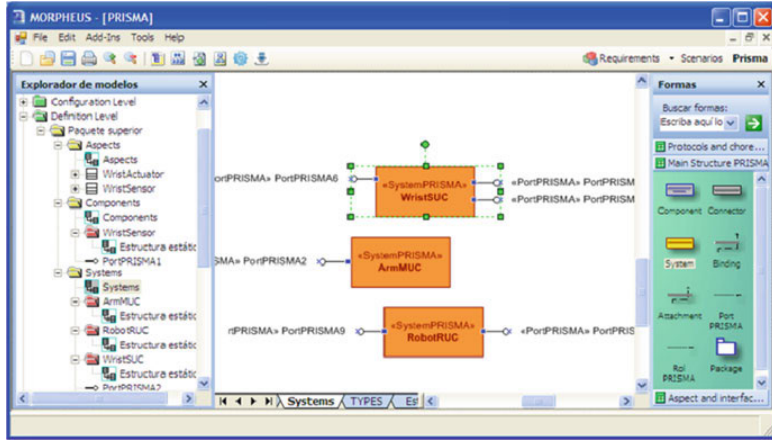 MORPHEUS - [PRISMA]
File Edit Add-Ins Tools Help
Requirements • Scenarios Prisma
Explorador de modelos
Configuration Level
Definition Level
Paquete superior
Aspects
Aspects
WristActuator
WristSensor
Components
Components
WristSensor
Estructura estátic
PortPRISMA1
Systems
Systems
ArmMUC
Estructura estátic
RobotRUC
Estructura estátic
WristSUC
Estructura estátic
PortPRISMA2
ortPRISMA» PortPRISMA6
«SystemPRISMA»
WristSUC
«PortPRISMA» PortPRISM
«PortPRISMA» PortPRISM
SMA» PortPRISMA2
«SystemPRISMA»
ArmMUC
rtPRISMA» PortPRISMA9
«SystemPRISMA»
RobotRUC
«PortPRISMA» PortPRIS
Systems TYPES Es
Formas
Buscar formas:
Escriba aquí lo
Protocols and chore...
Main Structure PRISMA
Component Connector
System Binding
Attachment Port PRISMA
Rol PRISMA Package
Aspect and interfac...